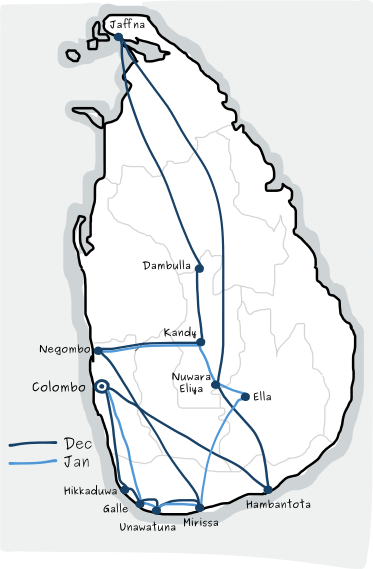 Jaffna
Dambulla
Kandy
Negombo
Nuwara
Eliya
Colombo
Ella
Dec
Jan
Hikkaduwa
Galle
Hambantota
Mirissa
Unawatuna